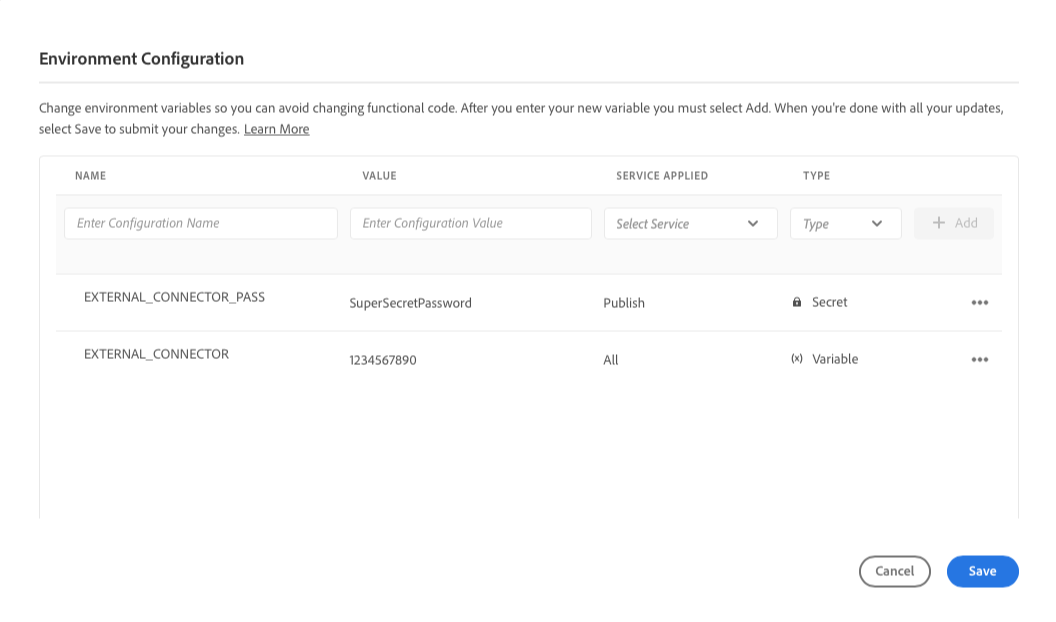 Environment Configuration
Change environment variables so you can avoid changing functional code. After you enter your new variable you must select Add. When you're done with all your updates,
select Save to submit your changes. Learn More
NAME VALUE SERVICE APPLIED TYPE
Enter Configuration Name Enter Configuration Value Select Service Type + Add
EXTERNAL_CONNECTOR_PASS SuperSecretPassword Publish Secret
EXTERNAL_CONNECTOR 1234567890 All (x) Variable
Cancel Save